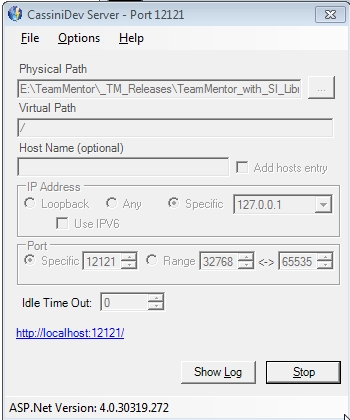 CassiniDev Server - Port 12121
File Options Help
Physical Path
E:\TeamMentor\_TM_Releases\TeamMentor_with_SI_Libr ...
Virtual Path
/
Host Name (optional)
Add hosts entry
IP Address
Loopback Any Specific 127.0.0.1
Use IPV6
Port
Specific 12121 Range 32768 <-> 65535
Idle Time Out: 0
http://localhost:12121/
Show Log Stop
ASP.Net Version: 4.0.30319.272